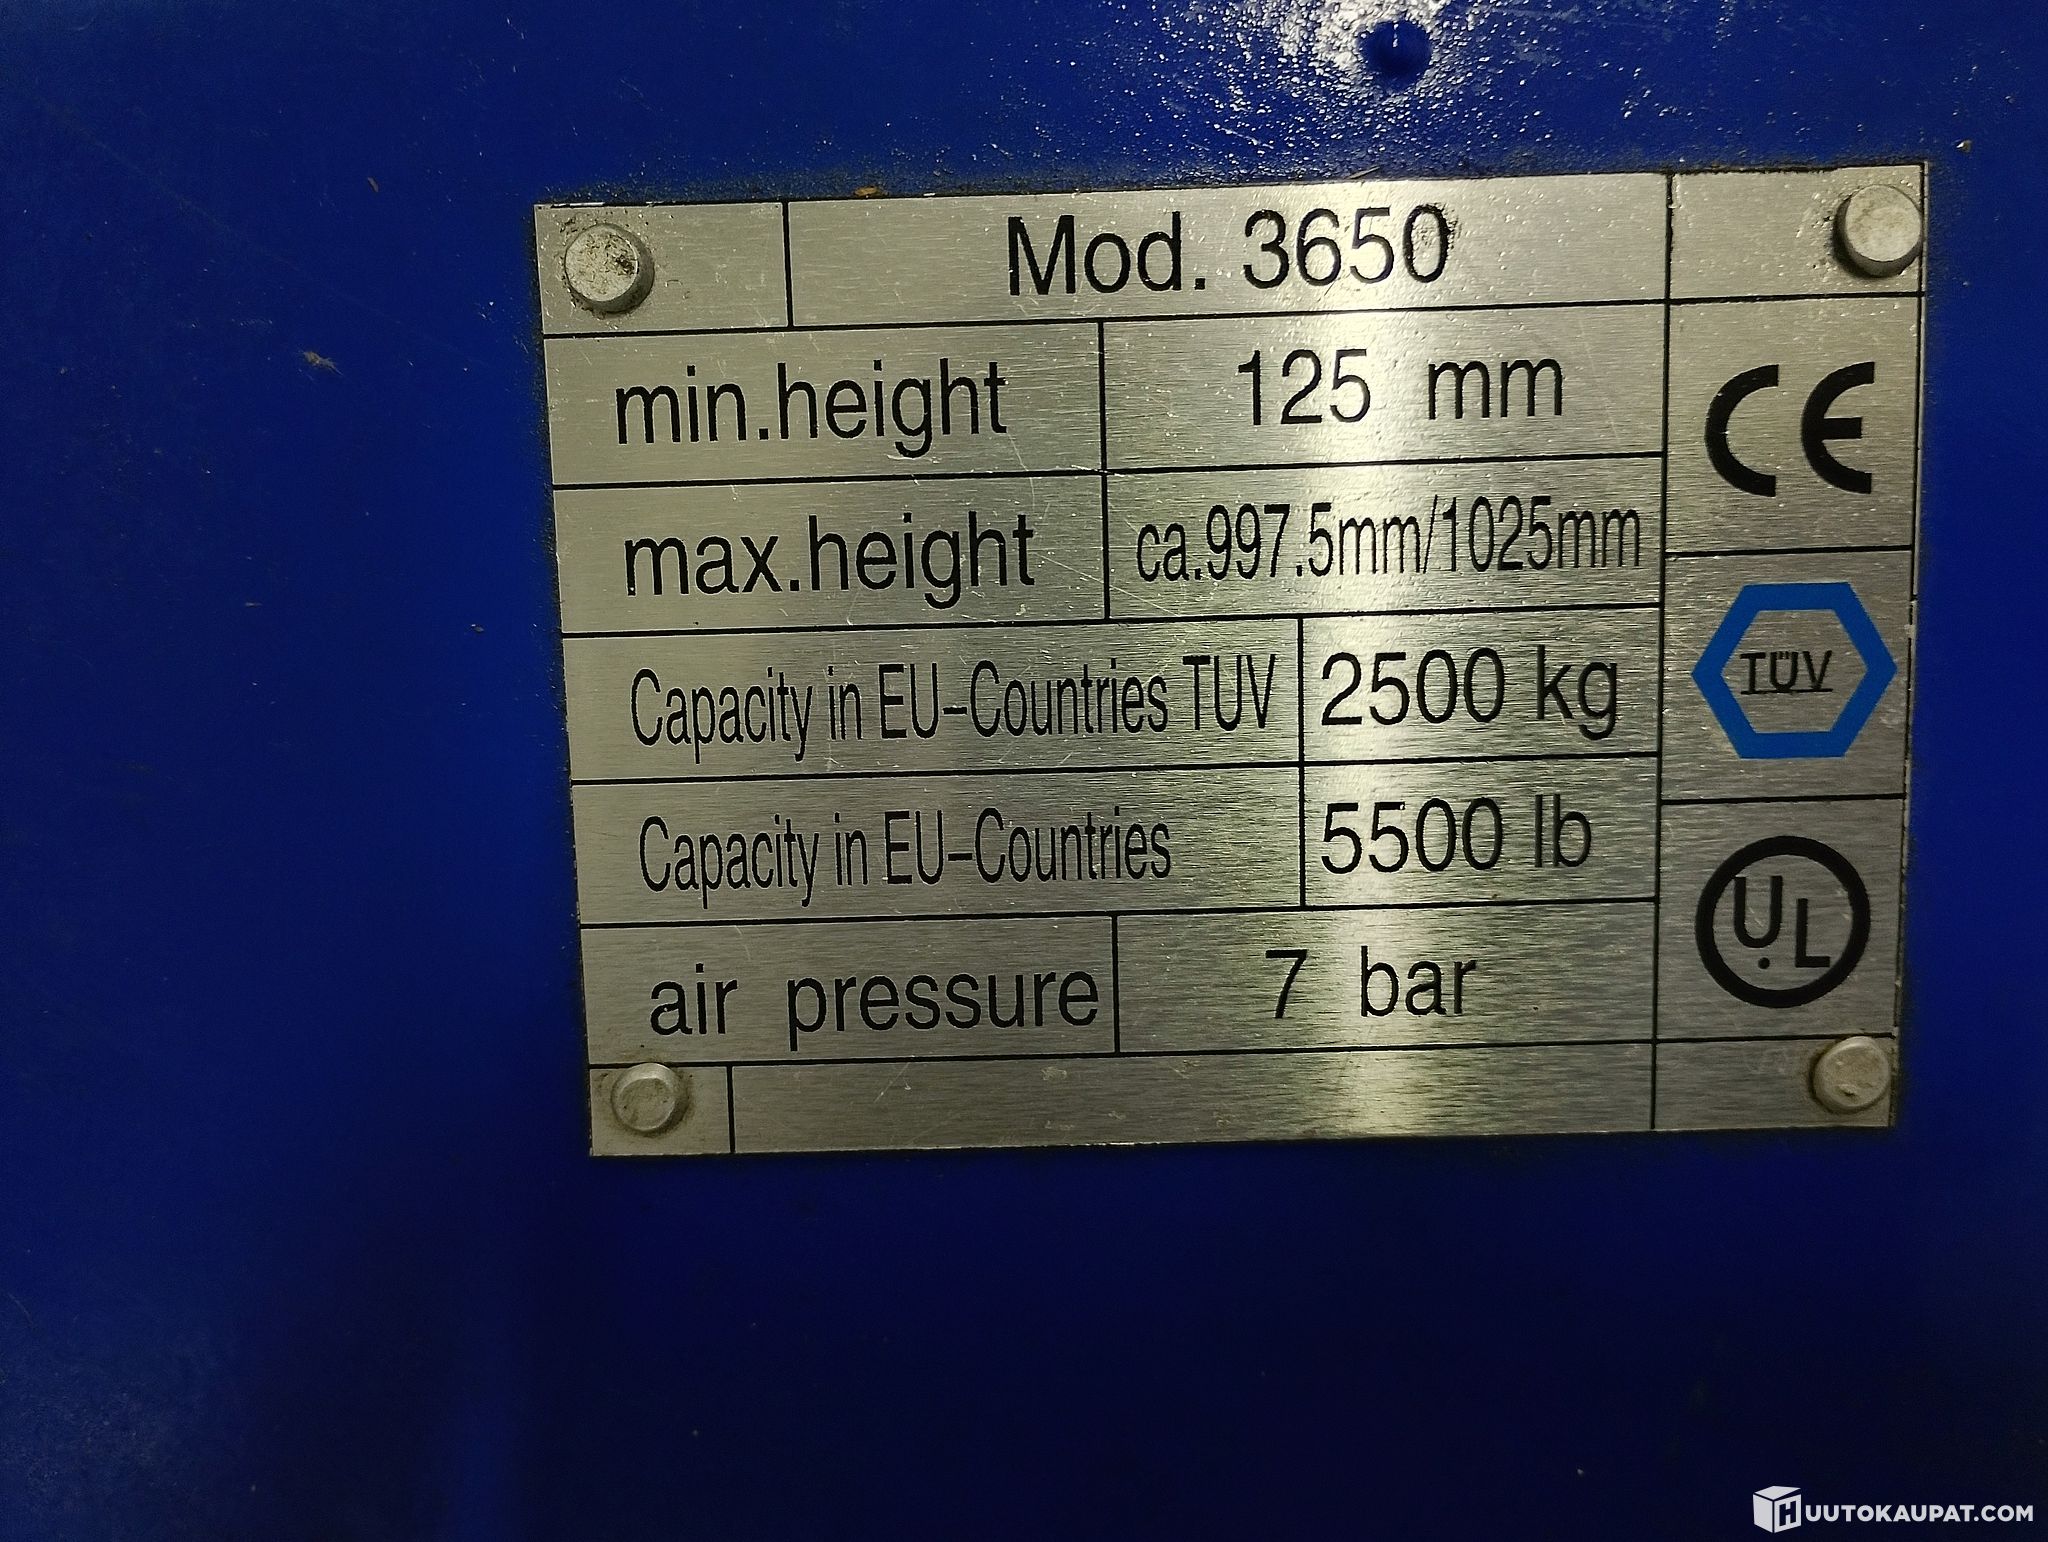 Mod. 3650
min.height 125 mm
max.height ca.997.5mm/1025mm
CE
Capacity in EU-Countries TUV 2500 kg
TÜV
Capacity in EU-Countries 5500 lb
UL
air pressure 7 bar
HUUTOKAUPAT.COM